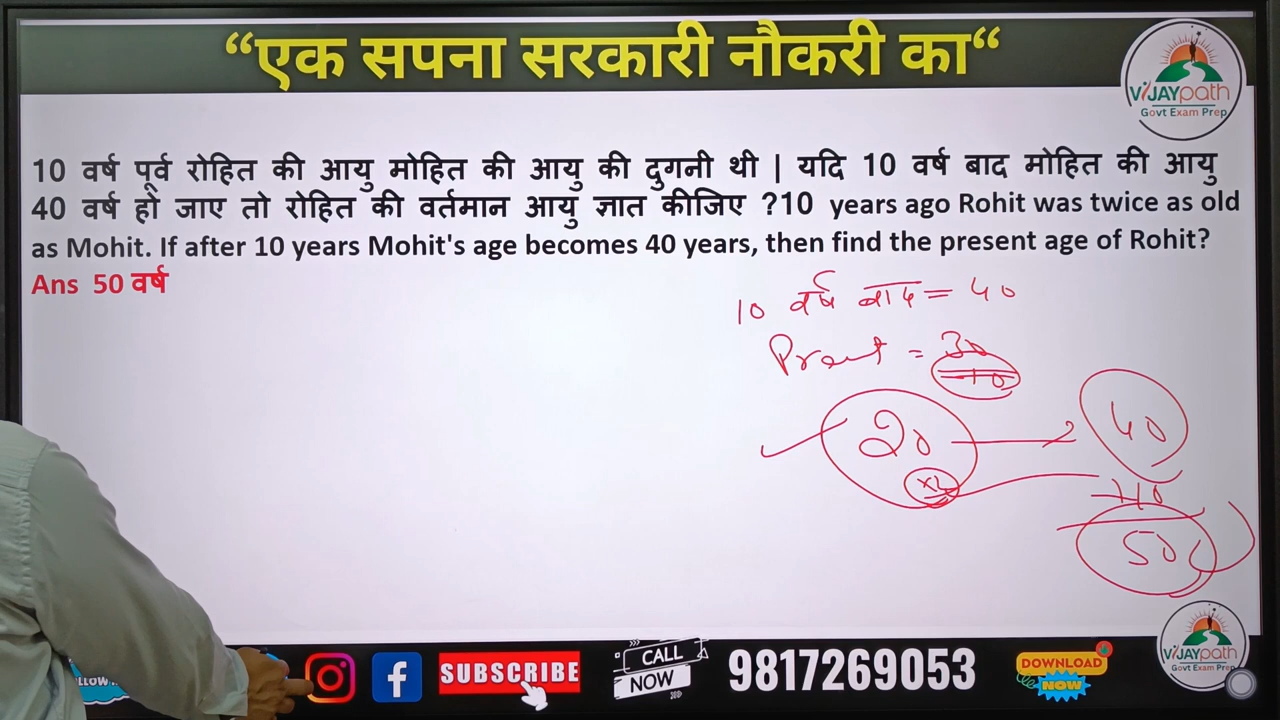 “एक सपना सरकारी नौकरी का“
VIJAYpath
Govt Exam Prep
10 वर्ष पूर्व रोहित की आयु मोहित की आयु की दुगनी थी | यदि 10 वर्ष बाद मोहित की आयु
40 वर्ष हो जाए तो रोहित की वर्तमान आयु ज्ञात कीजिए ?10 years ago Rohit was twice as old
as Mohit. If after 10 years Mohit's age becomes 40 years, then find the present age of Rohit?
Ans 50 वर्ष
10 वर्ष बाद = 40
= 30
-10
20
40
x2
+10
50
SUBSCRIBE
CALL
NOW
9817269053
DOWNLOAD
NOW
VIJAYpath
Govt Exam Prep